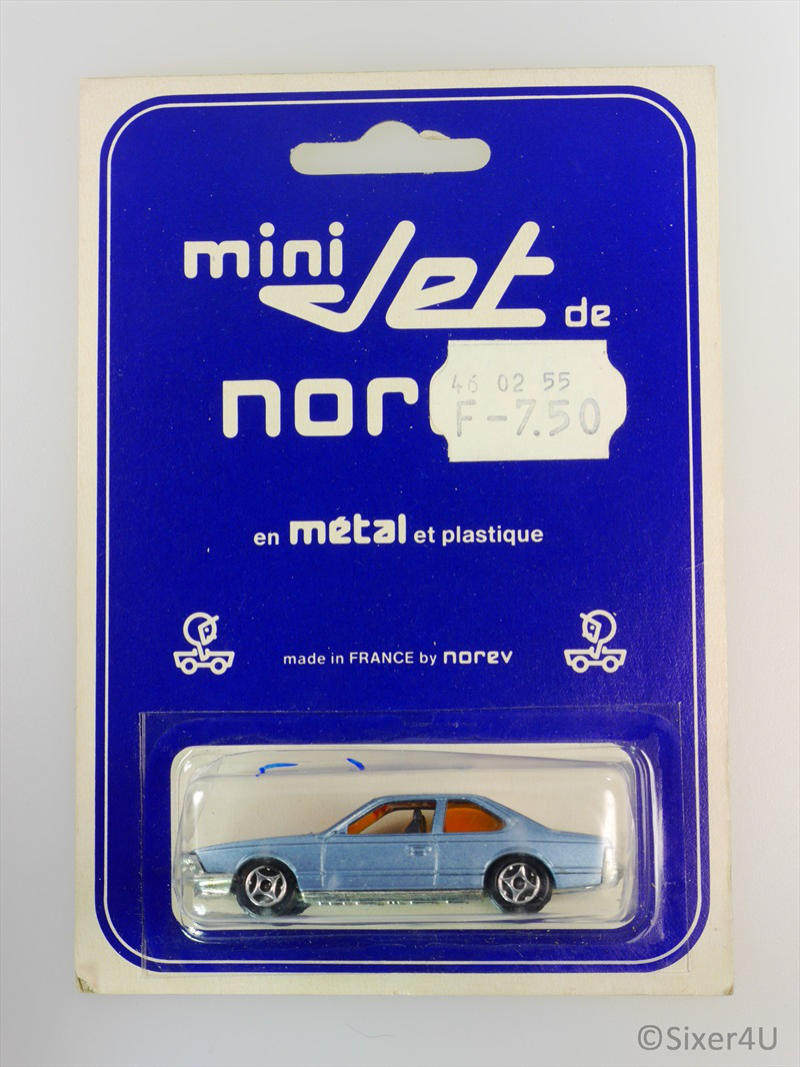 mini Jet de
nor
46 02 55
F-7.50
en métal et plastique
made in FRANCE by norev
©Sixer4U